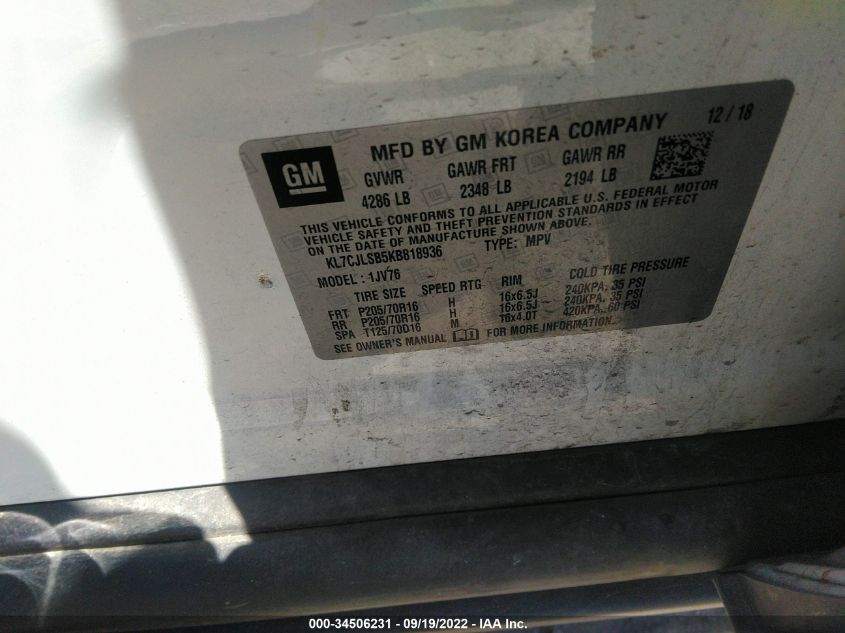 GM
MFD BY GM KOREA COMPANY 12/18
GVWR GAWR FRT GAWR RR
4286 LB 2348 LB 2194 LB
THIS VEHICLE CONFORMS TO ALL APPLICABLE U.S. FEDERAL MOTOR
VEHICLE SAFETY AND THEFT PREVENTION STANDARDS IN EFFECT
ON THE DATE OF MANUFACTURE SHOWN ABOVE.
KL7CJLSB5KB818936 TYPE: MPV
MODEL: 1JV76
TIRE SIZE SPEED RTG RIM COLD TIRE PRESSURE
FRT P205/70R16 H 16x6.5J 240KPA, 35 PSI
RR P205/70R16 H 16x6.5J 240KPA, 35 PSI
SPA T125/70D16 M 16x4.0T 420KPA, 60 PSI
SEE OWNER'S MANUAL FOR MORE INFORMATION.
000-34506231 - 09/19/2022 - IAA Inc.